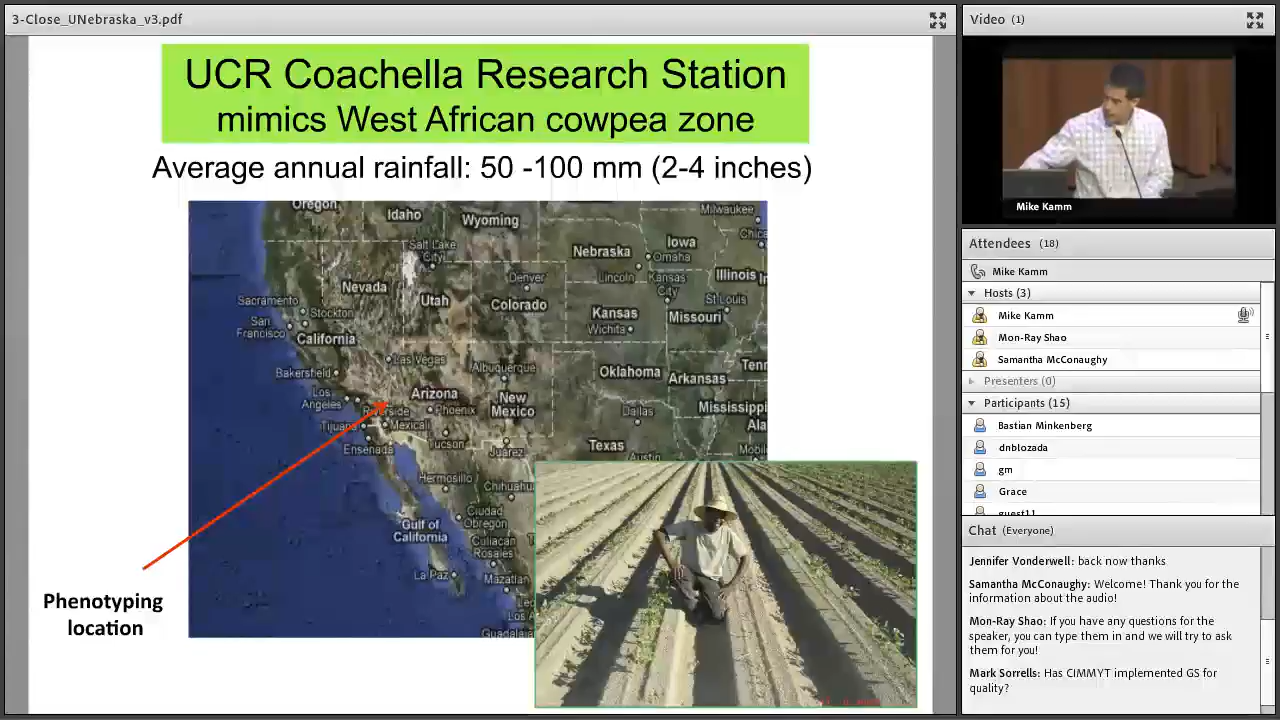 3-Close_UNebraska_v3.pdf
UCR Coachella Research Station
mimics West African cowpea zone
Average annual rainfall: 50 -100 mm (2-4 inches)
Oregon
Idaho
Wyoming
Milwaukee
Salt Lake
City
Nebraska
Iowa
Omaha
Lincoln
Illinois
Nevada
Utah
Denver
Colorado
Kansas
City
St Louis
Sacramento
Stockton
San
Francisco
California
Kansas
Wichita
Missouri
Las Vegas
Bakersfield
Albuquerque
Oklahoma
Arkansas
Los
Angeles
Riverside
Arizona
Phoenix
New
Mexico
Dallas
Mississippi
Tijuana
Mexicali
Tucson
Juarez
Texas
Austin
Ensenada
Hermosillo
Gulf of
California
Ciudad
Obregon
Culiacan
Rosales
La Paz
Mazatlan
Phenotyping
location
Video (1)
Mike Kamm
Attendees (18)
Mike Kamm
Hosts (3)
Mike Kamm
Mon-Ray Shao
Samantha McConaughy
Presenters (0)
Participants (15)
Bastian Minkenberg
dnblozada
gm
Grace
guest11
Chat (Everyone)
Jennifer Vonderwell: back now thanks
Samantha McConaughy: Welcome! Thank you for the
information about the audio!
Mon-Ray Shao: If you have any questions for the
speaker, you can type them in and we will try to ask
them for you!
Mark Sorrells: Has CIMMYT implemented GS for
quality?